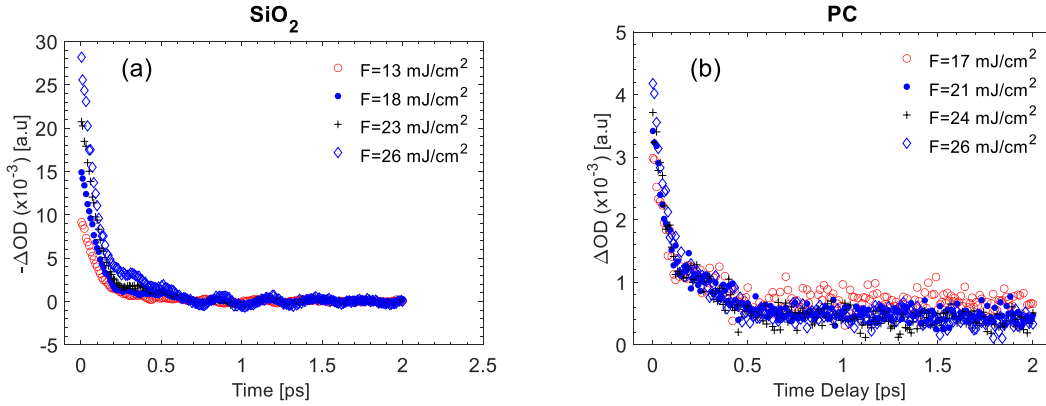 SiO₂
(a)
F=13 mJ/cm²
F=18 mJ/cm²
F=23 mJ/cm²
F=26 mJ/cm²
-ΔOD (x10⁻³) [a.u]
30
25
20
15
10
5
0
-5
0
0.5
1
1.5
2
2.5
Time [ps]
PC
(b)
F=17 mJ/cm²
F=21 mJ/cm²
F=24 mJ/cm²
F=26 mJ/cm²
ΔOD (x10⁻³) [a.u]
5
4
3
2
1
0
0
0.5
1
1.5
2
Time Delay [ps]